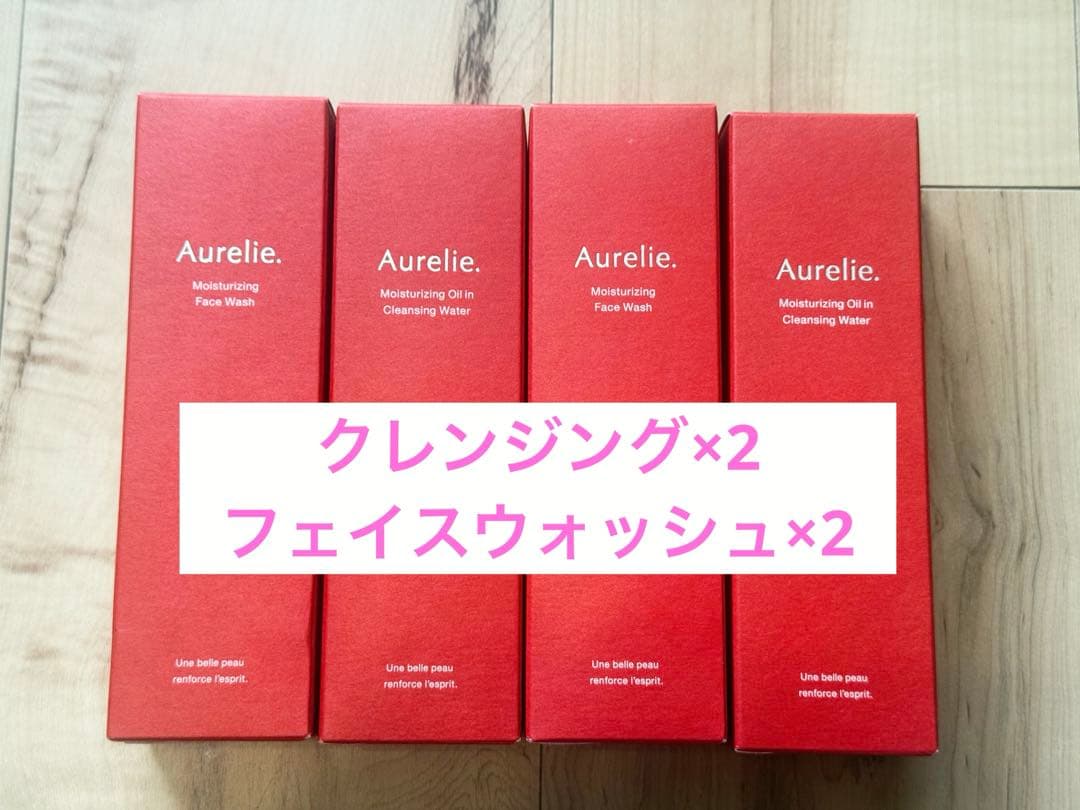 Aurelie.
Moisturizing
Face Wash
Aurelie.
Moisturizing Oil in
Cleansing Water
Aurelie.
Moisturizing
Face Wash
Aurelie.
Moisturizing Oil in
Cleansing Water
クレンジング×2
フェイスウォッシュ×2
Une belle peau
renforce l'esprit.
Une belle peau
renforce l'esprit.
Une belle peau
renforce l'esprit.
Une belle peau
renforce l'esprit.